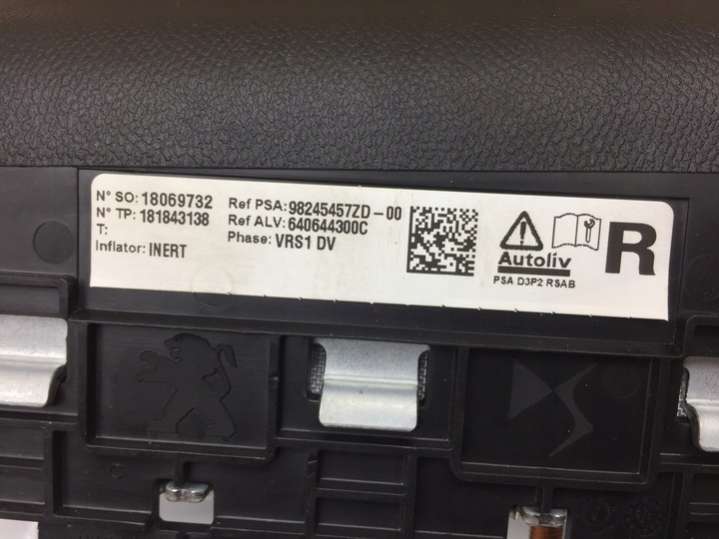 N° SO: 18069732
N° TP: 181843138
T:
Inflator: INERT
Ref PSA: 98245457ZD-00
Ref ALV: 640644300C
Phase: VRS1 DV
Autoliv
PSA D3P2 RSAB
R